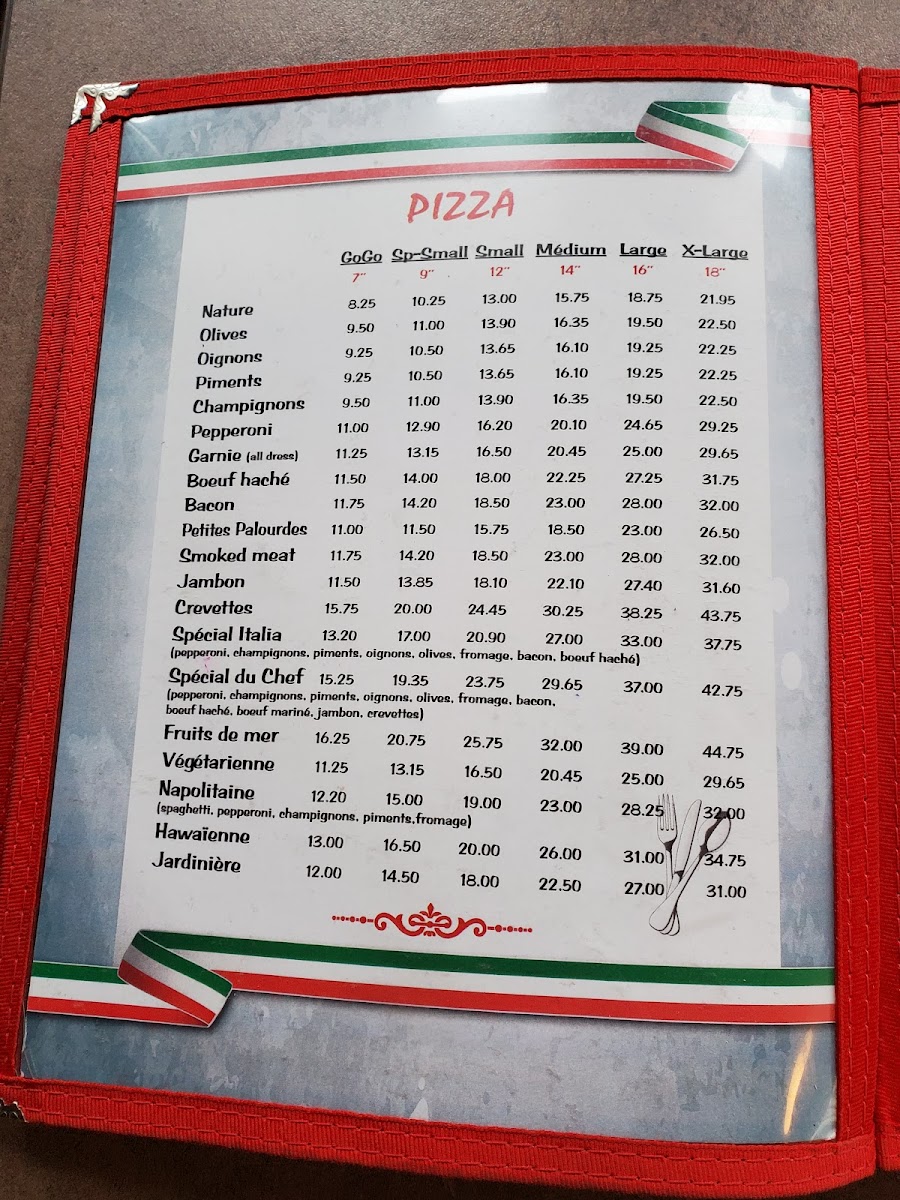 PIZZA
GoGo Sp-Small Small Médium Large X-Large
7" 9" 12" 14" 16" 18"
Nature 8.25 10.25 13.00 15.75 18.75 21.95
Olives 9.50 11.00 13.90 16.35 19.50 22.50
Oignons 9.25 10.50 13.65 16.10 19.25 22.25
Piments 9.25 10.50 13.65 16.10 19.25 22.25
Champignons 9.50 11.00 13.90 16.35 19.50 22.50
Pepperoni 11.00 12.90 16.20 20.10 24.65 29.25
Garnie (all dress) 11.25 13.15 16.50 20.45 25.00 29.65
Boeuf haché 11.50 14.00 18.00 22.25 27.25 31.75
Bacon 11.75 14.20 18.50 23.00 28.00 32.00
Petites Palourdes 11.00 11.50 15.75 18.50 23.00 26.50
Smoked meat 11.75 14.20 18.50 23.00 28.00 32.00
Jambon 11.50 13.85 18.10 22.10 27.40 31.60
Crevettes 15.75 20.00 24.45 30.25 38.25 43.75
Spécial Italia 13.20 17.00 20.90 27.00 33.00 37.75
(pepperoni, champignons, piments, oignons, olives, fromage, bacon, boeuf haché)
Spécial du Chef 15.25 19.35 23.75 29.65 37.00 42.75
(pepperoni, champignons, piments, oignons, olives, fromage, bacon,
boeuf haché, boeuf mariné, jambon, crevettes)
Fruits de mer 16.25 20.75 25.75 32.00 39.00 44.75
Végétarienne 11.25 13.15 16.50 20.45 25.00 29.65
Napolitaine 12.20 15.00 19.00 23.00 28.25 32.00
(spaghetti, pepperoni, champignons, piments,fromage)
Hawaïenne 13.00 16.50 20.00 26.00 31.00 34.75
Jardinière 12.00 14.50 18.00 22.50 27.00 31.00